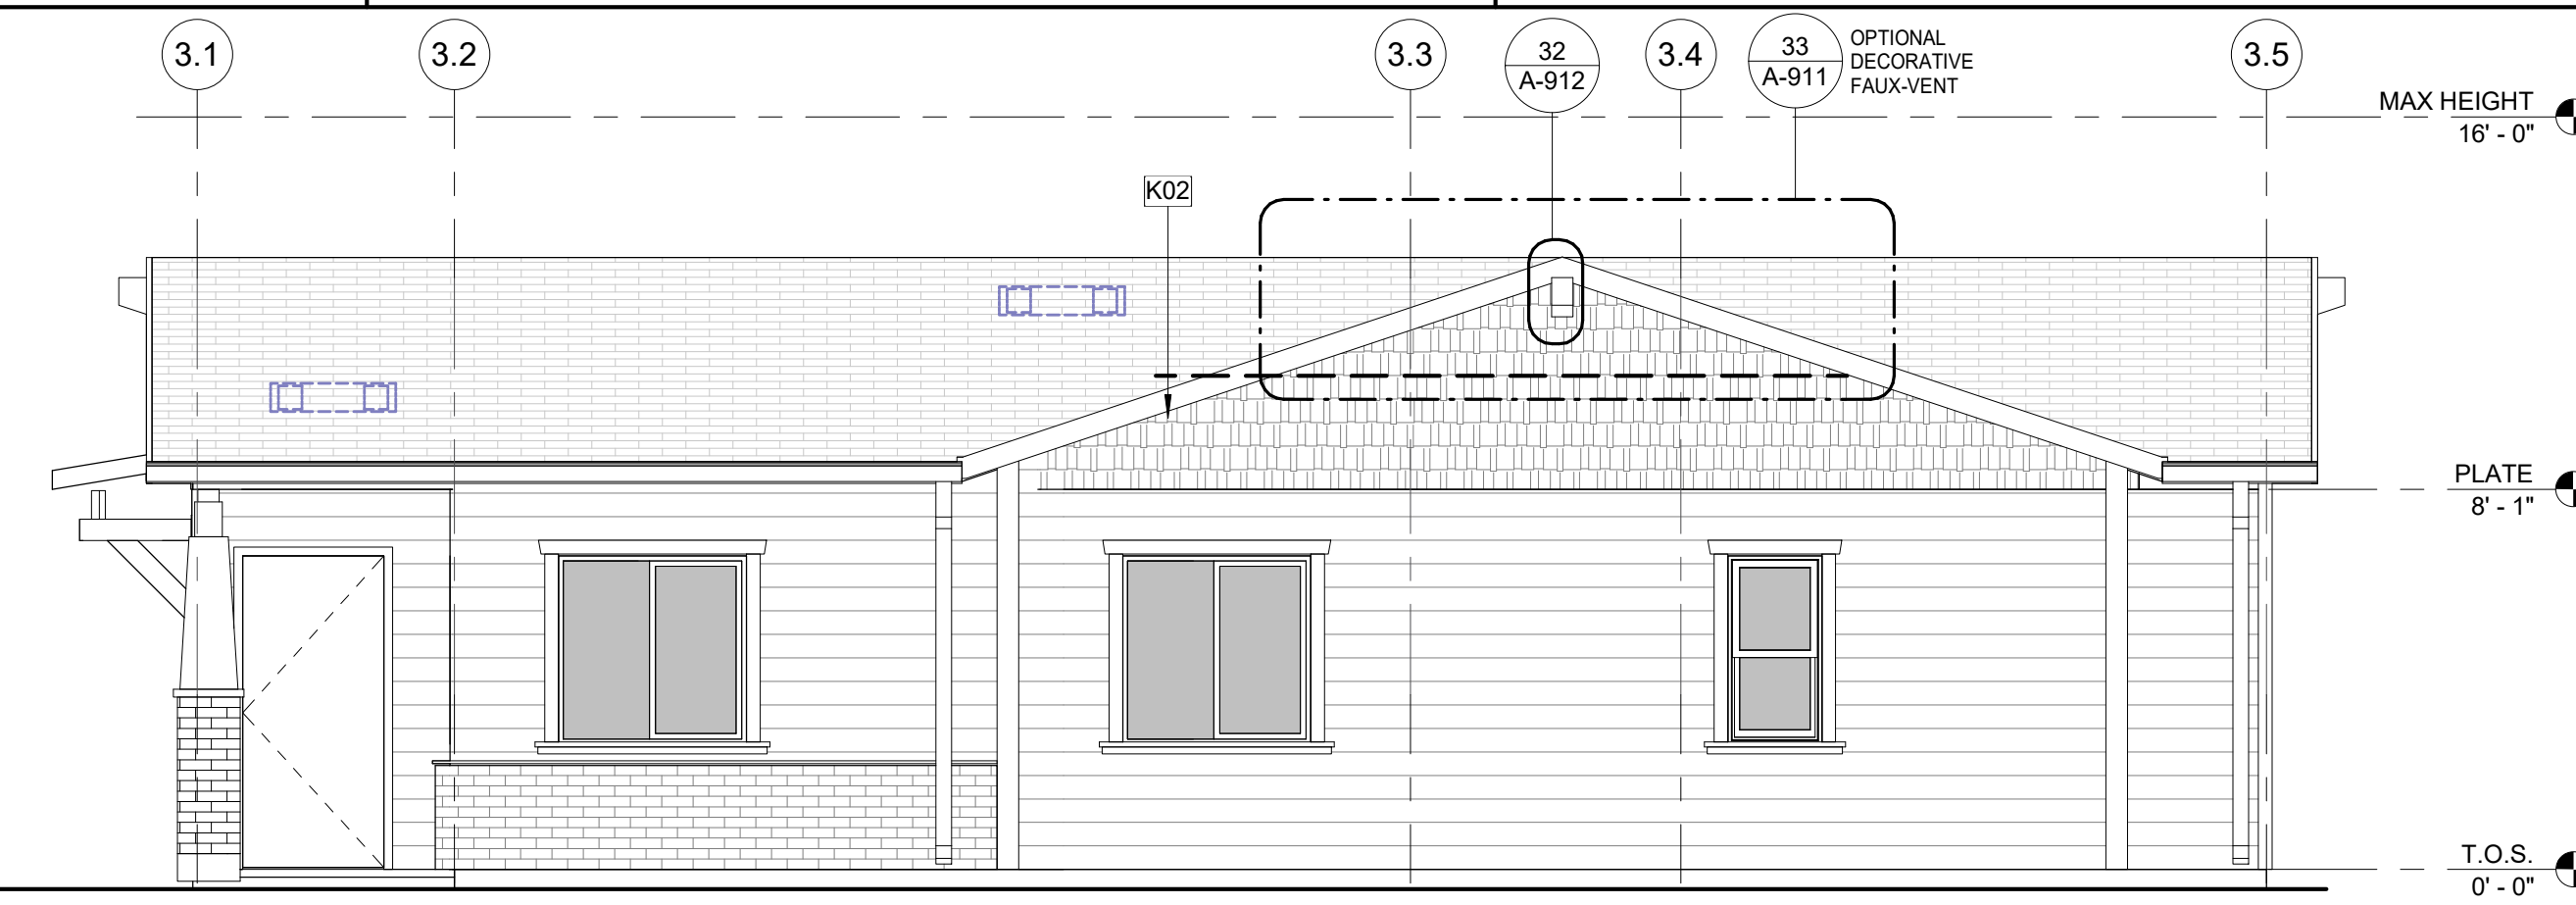 3.1
3.2
3.3
32
A-912
3.4
33
A-911
OPTIONAL
DECORATIVE
FAUX-VENT
3.5
MAX HEIGHT
16' - 0"
K02
PLATE
8' - 1"
T.O.S.
0' - 0"